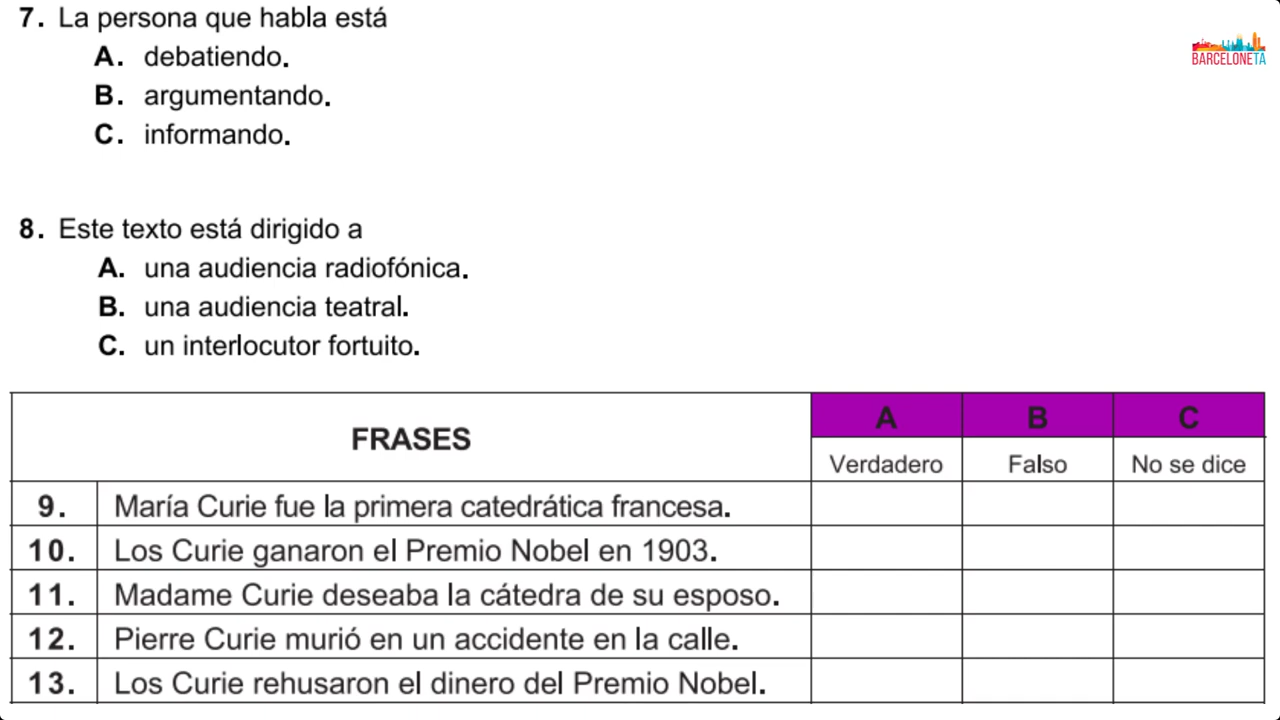 7. La persona que habla está
A. debatiendo.
B. argumentando.
C. informando.
BARCELONETA
8. Este texto está dirigido a
A. una audiencia radiofónica.
B. una audiencia teatral.
C. un interlocutor fortuito.
FRASES
A B C
Verdadero Falso No se dice
9. María Curie fue la primera catedrática francesa.
10. Los Curie ganaron el Premio Nobel en 1903.
11. Madame Curie deseaba la cátedra de su esposo.
12. Pierre Curie murió en un accidente en la calle.
13. Los Curie rehusaron el dinero del Premio Nobel.